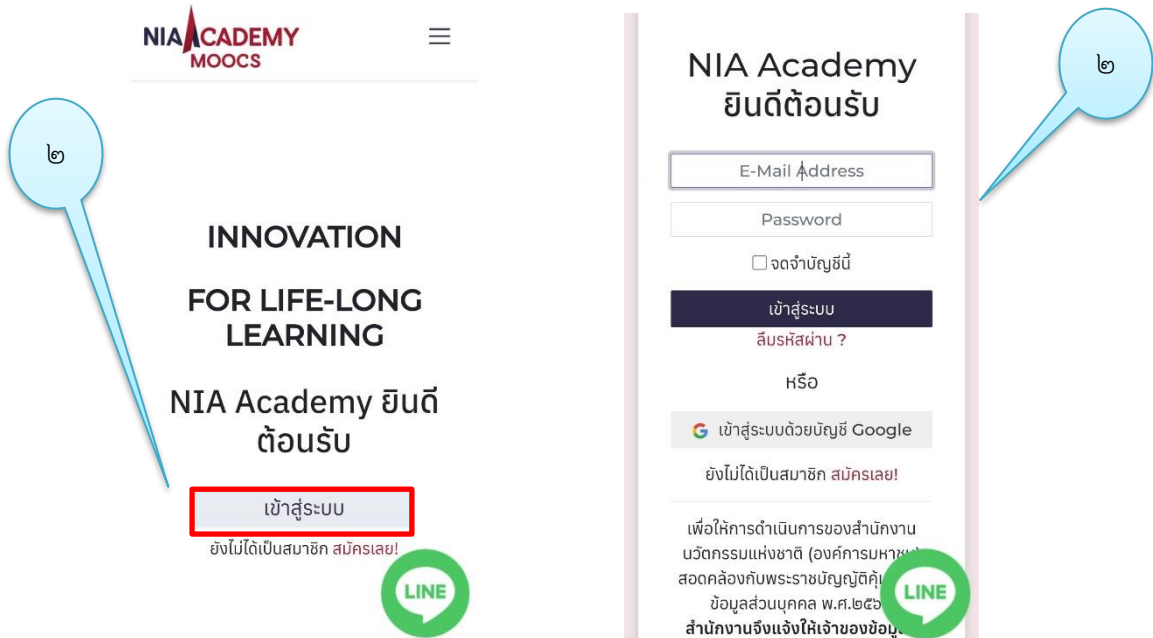 NIA ACADEMY
MOOCS
๒
INNOVATION
FOR LIFE-LONG
LEARNING
NIA Academy ยินดี
ต้อนรับ
เข้าสู่ระบบ
ยังไม่ได้เป็นสมาชิก สมัครเลย!
LINE
๒
NIA Academy
ยินดีต้อนรับ
E-Mail Address
Password
จดจำบัญชีนี้
เข้าสู่ระบบ
ลืมรหัสผ่าน ?
หรือ
เข้าสู่ระบบด้วยบัญชี Google
ยังไม่ได้เป็นสมาชิก สมัครเลย!
เพื่อให้การดำเนินการของสำนักงาน
นวัตกรรมแห่งชาติ (องค์การมหาชน)
สอดคล้องกับพระราชบัญญัติคุ้
ข้อมูลส่วนบุคคล พ.ศ.๒๕๖
LINE
สำนักงานจึงแจ้งให้เจ้าของข้อมูล